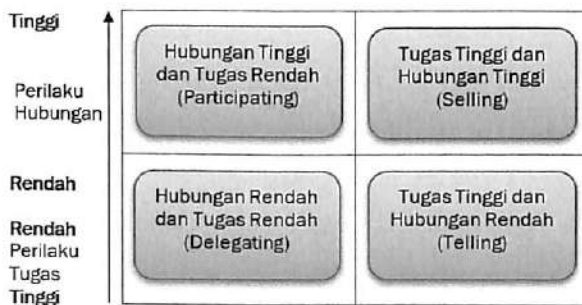 Tinggi
Perilaku
Hubungan
Rendah
Rendah
Perilaku
Tugas
Tinggi
Hubungan Tinggi
dan Tugas Rendah
(Participating)
Tugas Tinggi dan
Hubungan Tinggi
(Selling)
Hubungan Rendah
dan Tugas Rendah
(Delegating)
Tugas Tinggi dan
Hubungan Rendah
(Telling)